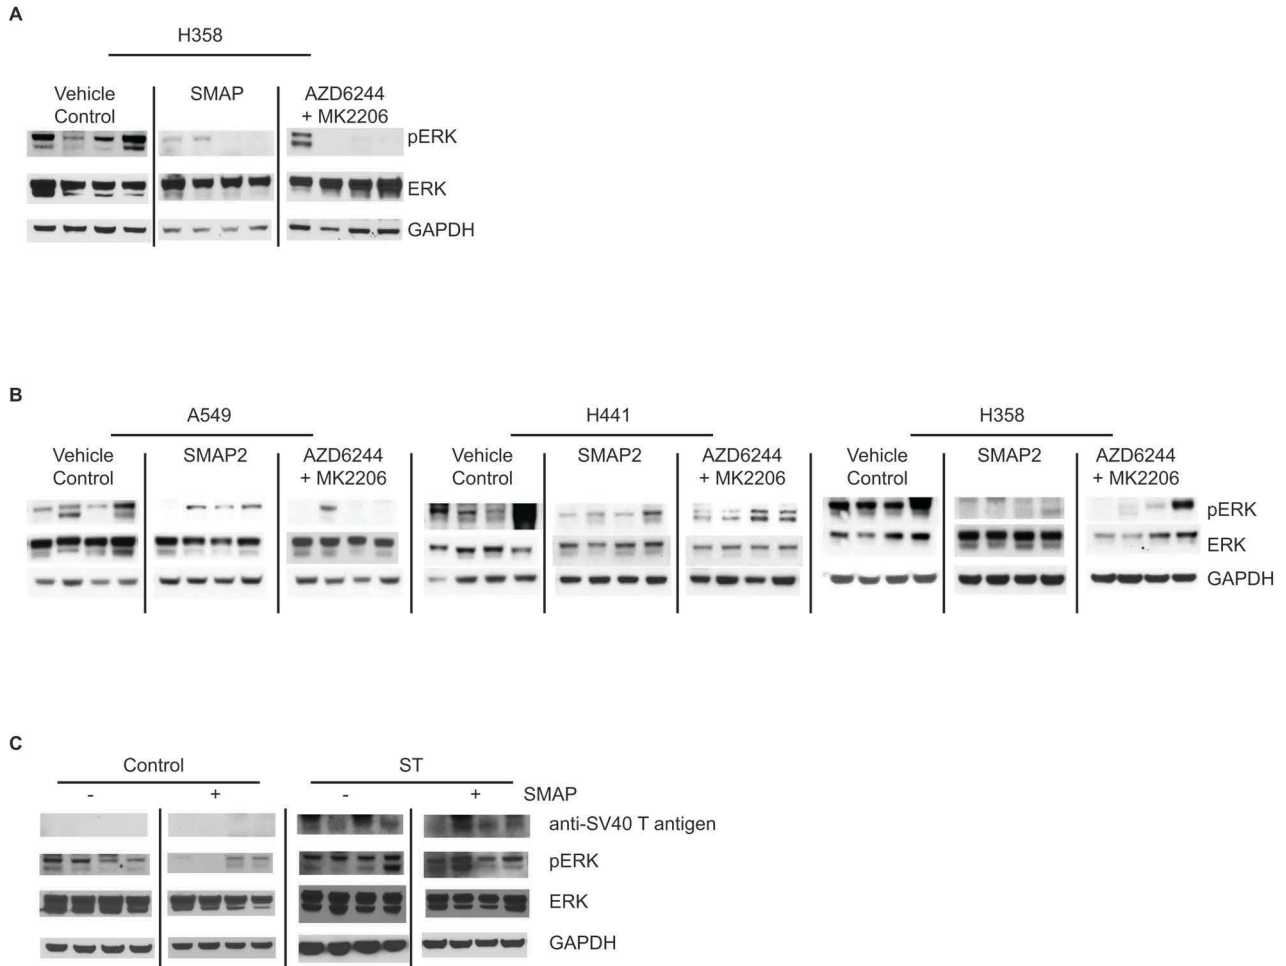 A
H358
Vehicle Control
SMAP
AZD6244 + MK2206
pERK
ERK
GAPDH
B
A549
H441
H358
Vehicle Control
SMAP2
AZD6244 + MK2206
Vehicle Control
SMAP2
AZD6244 + MK2206
Vehicle Control
SMAP2
AZD6244 + MK2206
pERK
ERK
GAPDH
C
Control
ST
- + - + SMAP
anti-SV40 T antigen
pERK
ERK
GAPDH